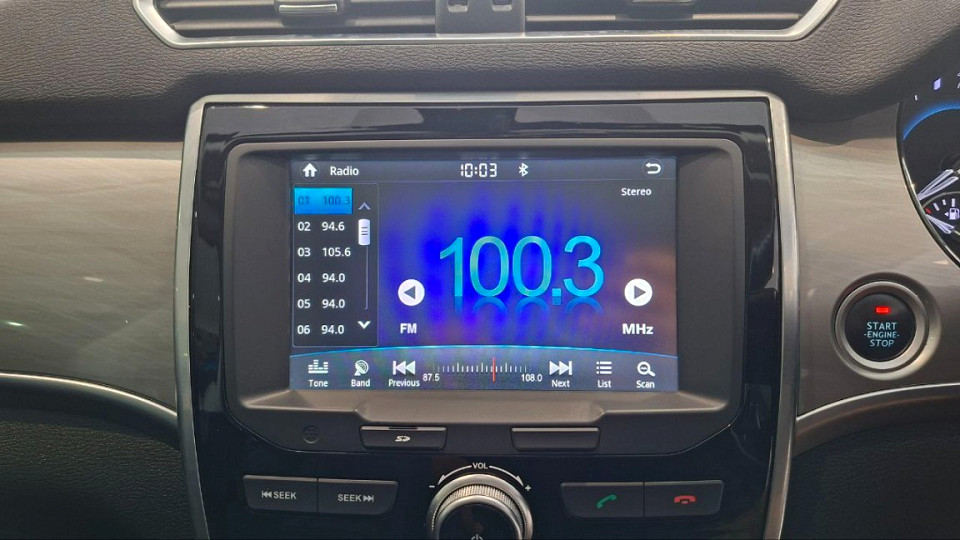 Radio 10:03
Stereo
01 100.3
02 94.6
03 105.6
04 94.0
05 94.0
06 94.0
100.3
FM MHz
87.5 108.0
Tone Band Previous Next List Scan
START
-ENGINE-
STOP
SD
VOL
- +
SEEK SEEK